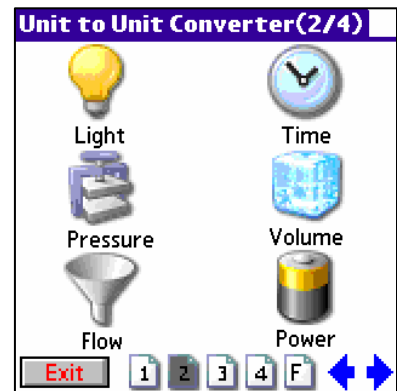 Unit to Unit Converter(2/4)
Light Time
Pressure Volume
Flow Power
Exit 1 2 3 4 F